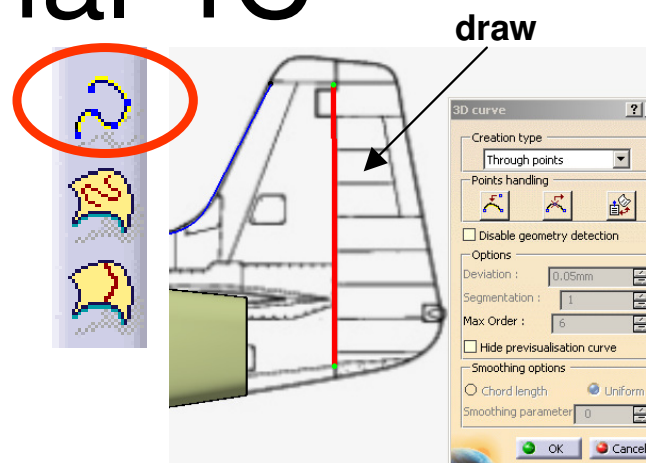 draw
3D curve
?
Creation type
Through points
Points handling
Disable geometry detection
Options
Deviation : 0.05mm
Segmentation : 1
Max Order : 6
Hide previsualisation curve
Smoothing options
Chord length Uniform
Smoothing parameter 0
OK Cancel